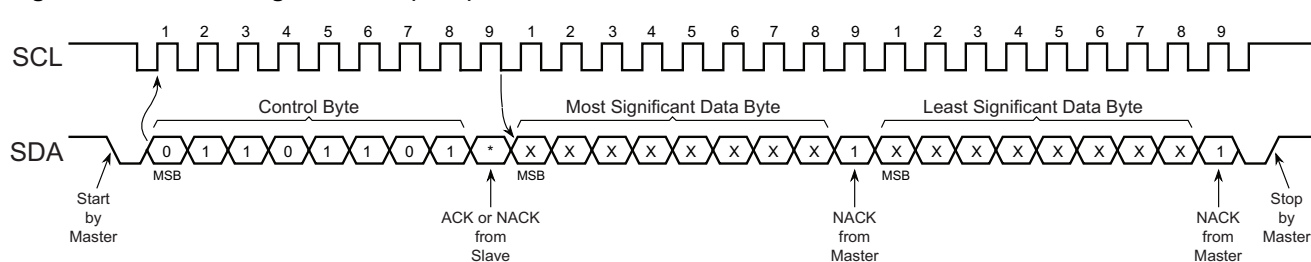 1 2 3 4 5 6 7 8 9 1 2 3 4 5 6 7 8 9 1 2 3 4 5 6 7 8 9
SCL
Control Byte Most Significant Data Byte Least Significant Data Byte
SDA 0 1 1 0 1 1 0 1 * X X X X X X X X 1 X X X X X X X X 1
MSB MSB MSB
Start
by
Master
ACK or NACK
from
Slave
NACK
from
Master
NACK
from
Master
Stop
by
Master